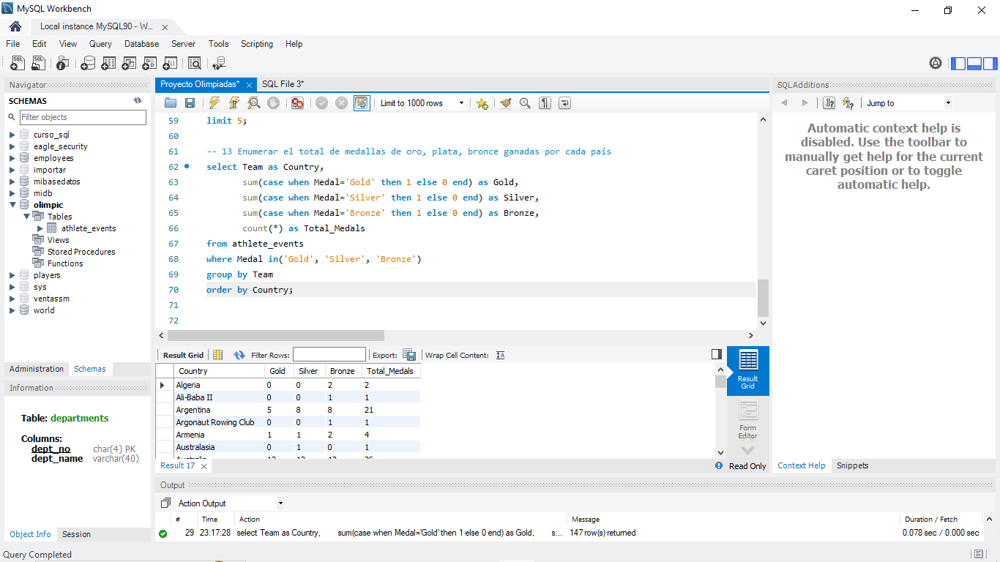 MySQL Workbench
Local instance MySQL90 - W... ×
File Edit View Query Database Server Tools Scripting Help
Navigator
SCHEMAS
Filter objects
curso_sql
eagle_security
employees
importar
mibasedatos
midb
olimpic
Tables
athlete_events
Views
Stored Procedures
Functions
players
sys
ventassm
world
Administration Schemas
Information
Table: departments
Columns:
dept_no char(4) PK
dept_name varchar(40)
Object Info Session
Proyecto Olimpiadas* × SQL File 3*
Limit to 1000 rows
59 limit 5;
60
61 -- 13 Enumerar el total de medallas de oro, plata, bronce ganadas por cada país
62 select Team as Country,
63 sum(case when Medal='Gold' then 1 else 0 end) as Gold,
64 sum(case when Medal='Silver' then 1 else 0 end) as Silver,
65 sum(case when Medal='Bronze' then 1 else 0 end) as Bronze,
66 count(*) as Total_Medals
67 from athlete_events
68 where Medal in('Gold', 'Silver', 'Bronze')
69 group by Team
70 order by Country;
71
72
Result Grid Filter Rows: Export: Wrap Cell Content:
Country Gold Silver Bronze Total_Medals
Algeria 0 0 2 2
Ali-Baba II 0 0 1 1
Argentina 5 8 8 21
Argonaut Rowing Club 0 0 1 1
Armenia 1 1 2 4
Australasia 0 1 0 1
Result Grid
Form Editor
Result 17 ×
Read Only
SQLAdditions
Jump to
Automatic context help is
disabled. Use the toolbar to
manually get help for the current
caret position or to toggle
automatic help.
Context Help Snippets
Output
Action Output
# Time Action Message Duration / Fetch
29 23:17:28 select Team as Country, sum(case when Medal='Gold' then 1 else 0 end) as Gold, s... 147 row(s) returned 0.078 sec / 0.000 sec
Query Completed